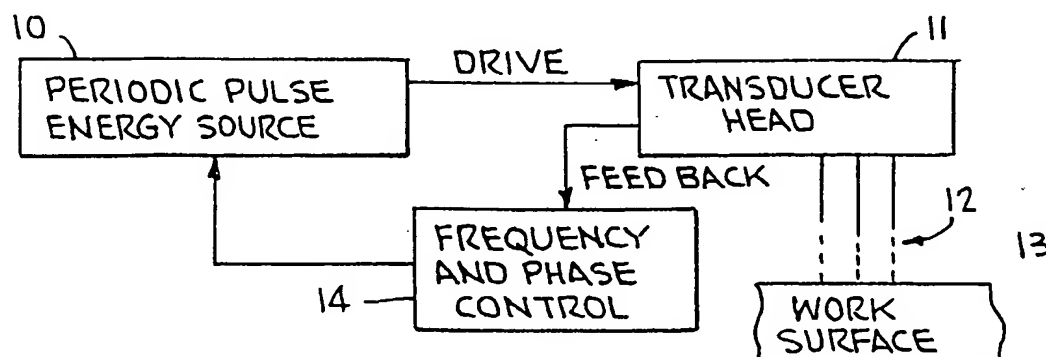 10
PERIODIC PULSE
ENERGY SOURCE
DRIVE
11
TRANSDUCER
HEAD
FEED BACK
FREQUENCY
AND PHASE
CONTROL
14
12
13
WORK
SURFACE